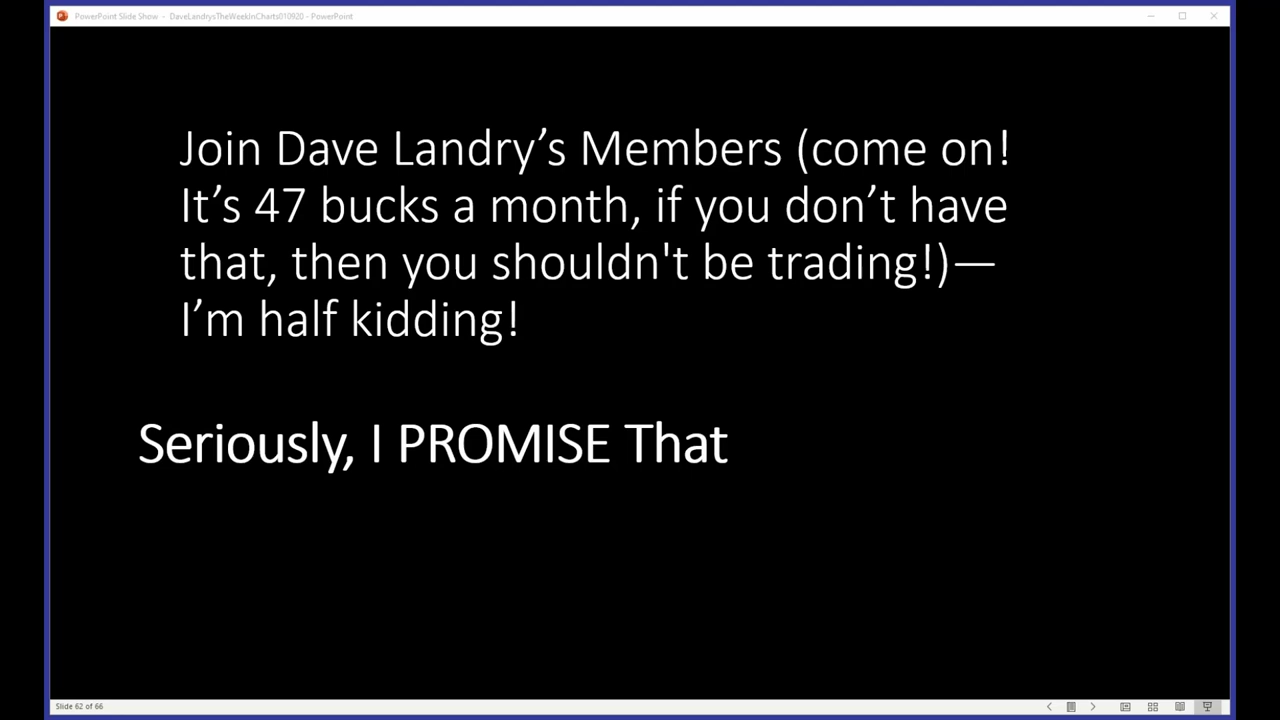 PowerPoint Slide Show - DaveLandrysTheWeekInCharts010920 - PowerPoint
Join Dave Landry’s Members (come on!
It’s 47 bucks a month, if you don’t have
that, then you shouldn't be trading!)—
I’m half kidding!
Seriously, I PROMISE That
Slide 62 of 66